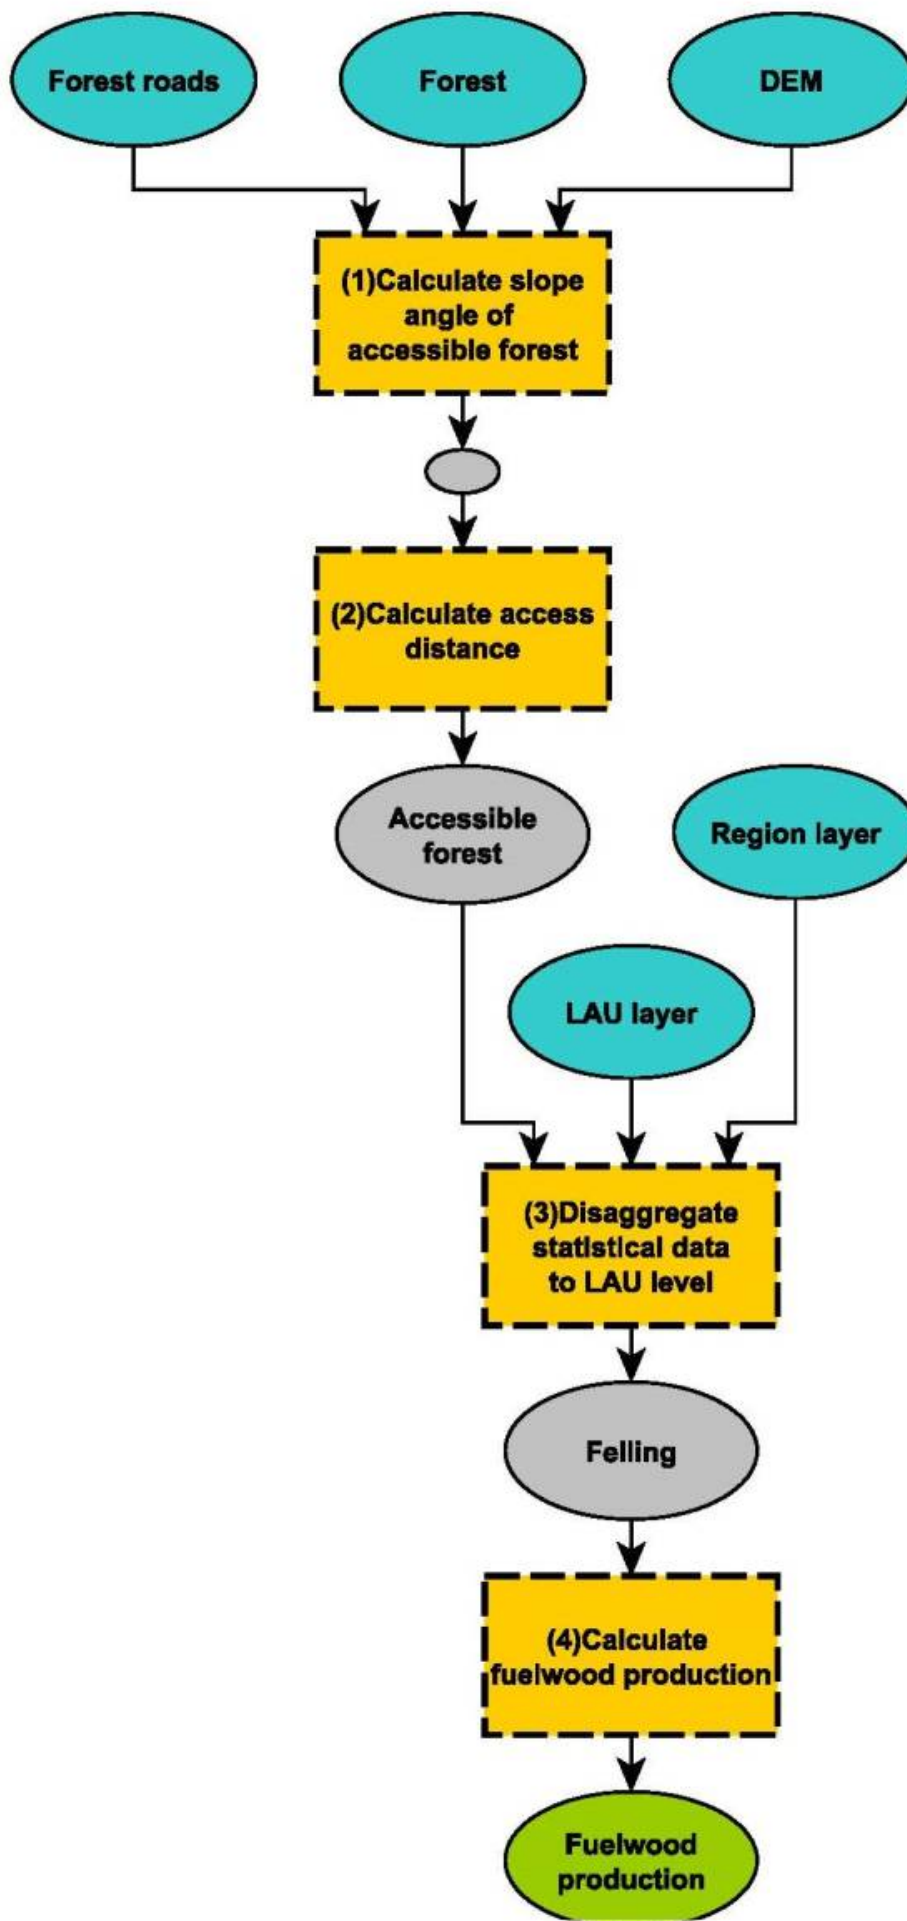 Forest roads
Forest
DEM
(1)Calculate slope
angle of
accessible forest
(2)Calculate access
distance
Accessible
forest
Region layer
LAU layer
(3)Disaggregate
statistical data
to LAU level
Felling
(4)Calculate
fuelwood production
Fuelwood
production